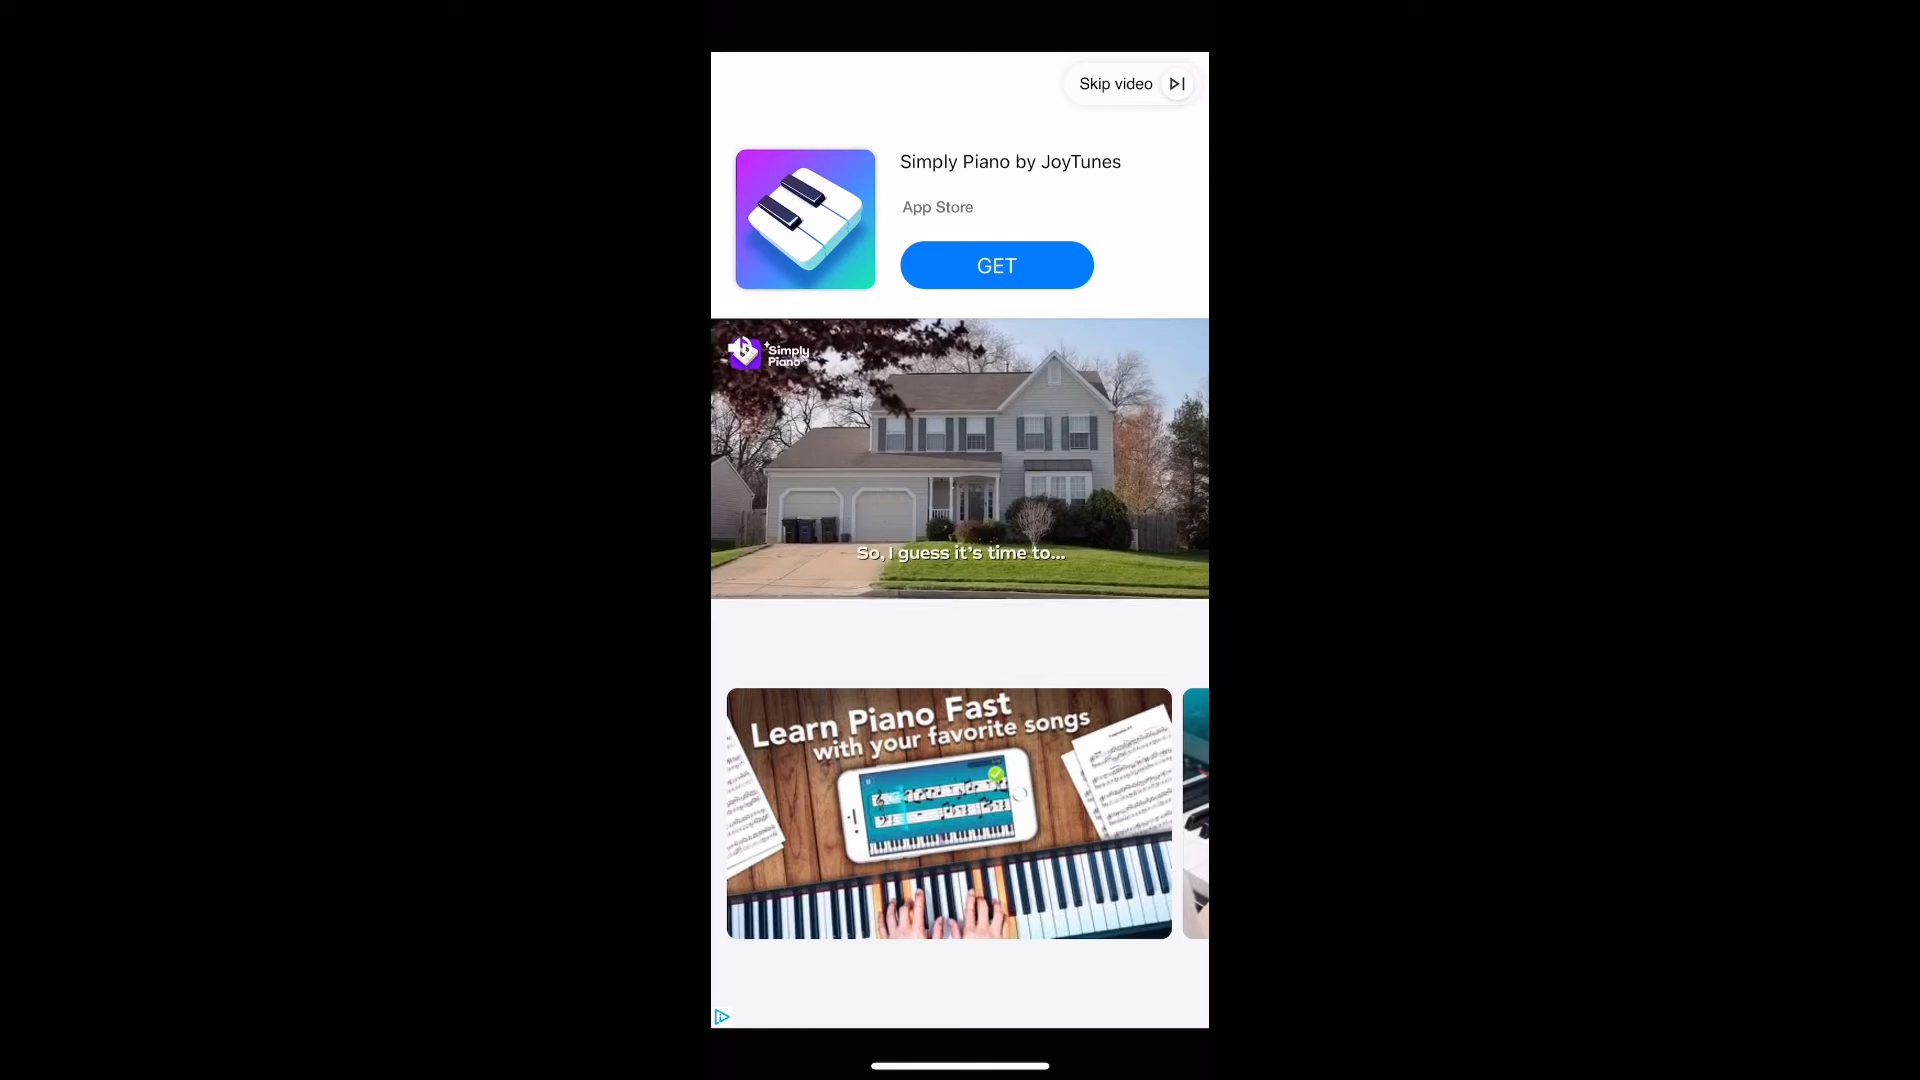 Skip video
Simply Piano by JoyTunes
App Store
GET
Simply
Piano
So, I guess it's time to...
Learn Piano Fast
with your favorite songs